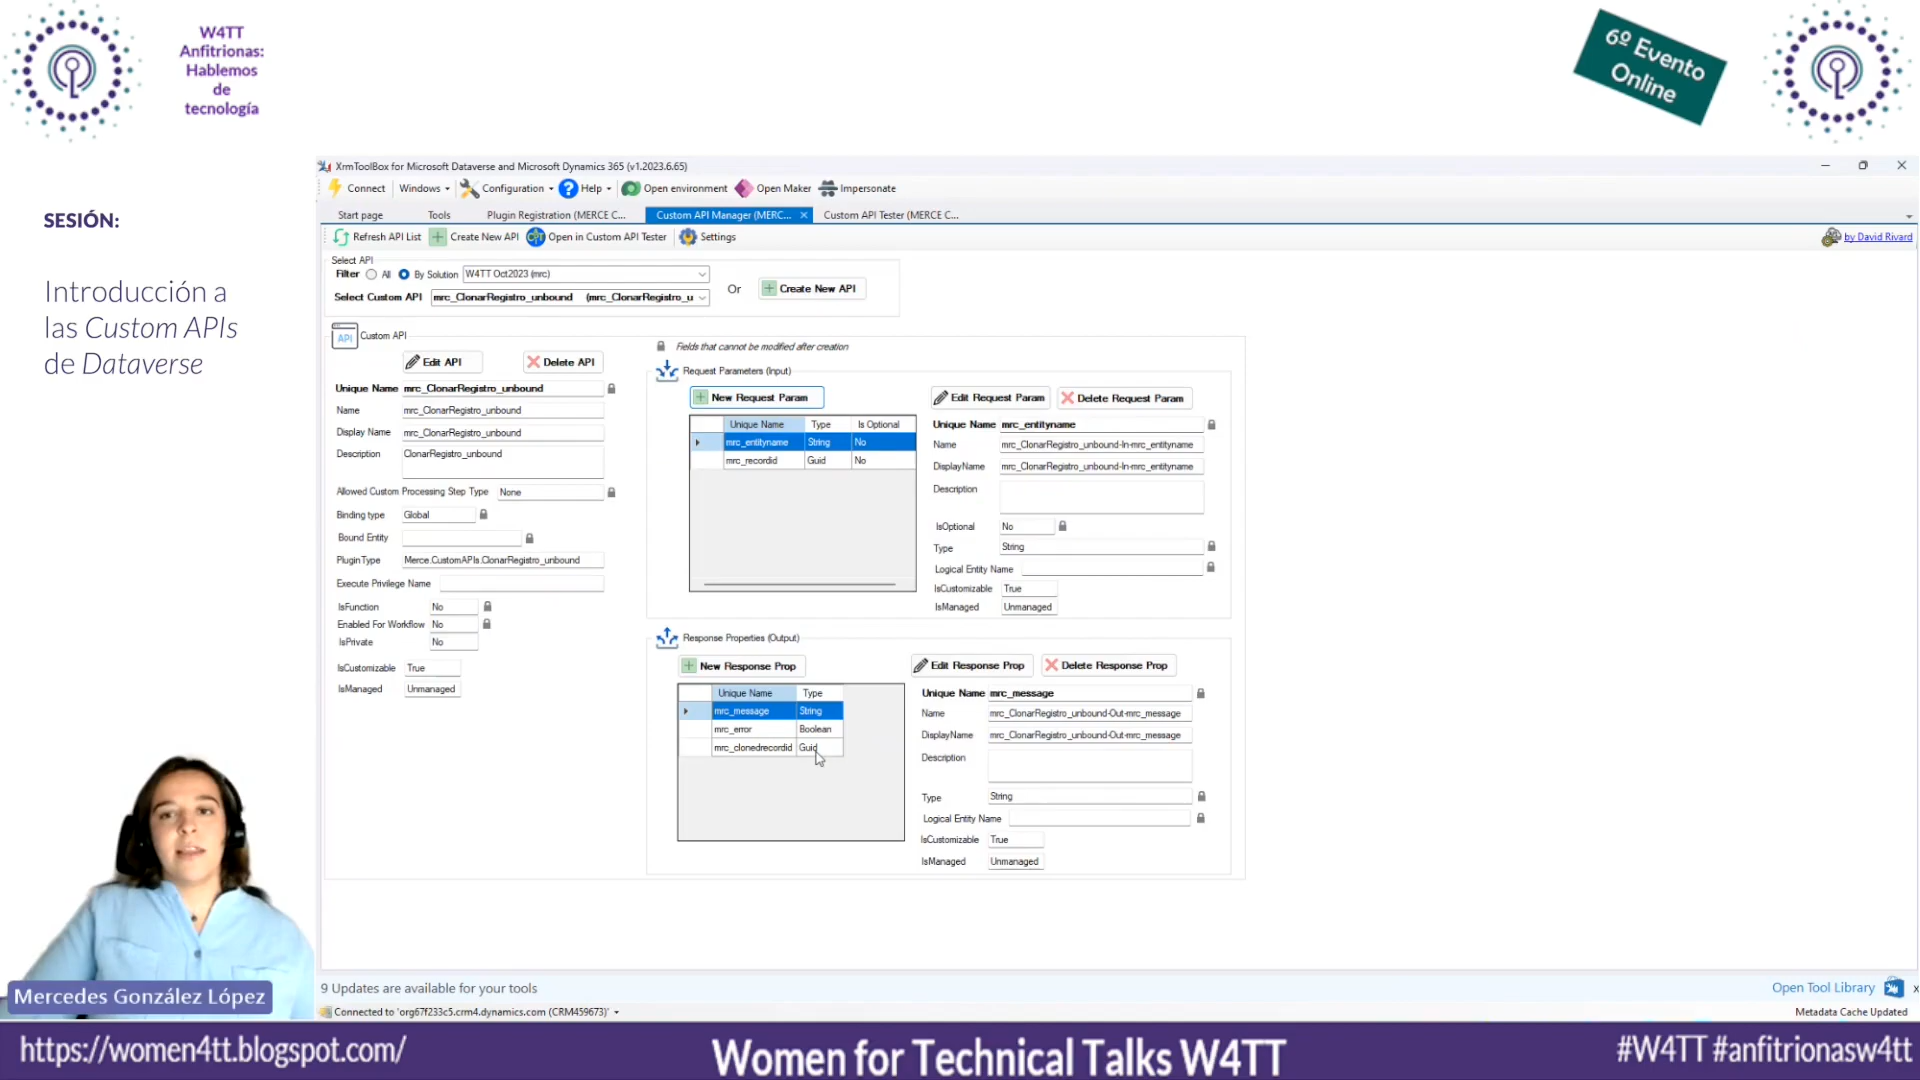 W4TT
Anfitrionas:
Hablemos
de
tecnología
6º Evento
Online
SESIÓN:
Introducción a
las Custom APIs
de Dataverse
XrmToolBox for Microsoft Dataverse and Microsoft Dynamics 365 (v1.2023.6.65)
Connect Windows Configuration Help Open environment Open Maker Impersonate
Start page Tools Plugin Registration (MERCE C... Custom API Manager (MERC... Custom API Tester (MERCE C...
Refresh API List Create New API Open in Custom API Tester Settings by David Rivard
Select API
Filter All By Solution W4TT Oct2023 (mrc)
Select Custom API mrc_ClonarRegistro_unbound (mrc_ClonarRegistro_u Or Create New API
API Custom API
Edit API Delete API
Unique Name mrc_ClonarRegistro_unbound
Name mrc_ClonarRegistro_unbound
Display Name mrc_ClonarRegistro_unbound
Description ClonarRegistro_unbound
Allowed Custom Processing Step Type None
Binding type Global
Bound Entity
PluginType Merce.CustomAPIs.ClonarRegistro_unbound
Execute Privilege Name
IsFunction No
Enabled For Workflow No
IsPrivate No
IsCustomizable True
IsManaged Unmanaged
Fields that cannot be modified after creation
Request Parameters (Input)
New Request Param Edit Request Param Delete Request Param
Unique Name Type Is Optional
mrc_entityname String No
mrc_recordid Guid No
Unique Name mrc_entityname
Name mrc_ClonarRegistro_unbound-In-mrc_entityname
DisplayName mrc_ClonarRegistro_unbound-In-mrc_entityname
Description
IsOptional No
Type String
Logical Entity Name
IsCustomizable True
IsManaged Unmanaged
Response Properties (Output)
New Response Prop Edit Response Prop Delete Response Prop
Unique Name Type
mrc_message String
mrc_error Boolean
mrc_clonedrecordid Guid
Unique Name mrc_message
Name mrc_ClonarRegistro_unbound-Out-mrc_message
DisplayName mrc_ClonarRegistro_unbound-Out-mrc_message
Description
Type String
Logical Entity Name
IsCustomizable True
IsManaged Unmanaged
Mercedes González López
9 Updates are available for your tools Open Tool Library x
Connected to 'org67f233c5.crm4.dynamics.com (CRM459673)' Metadata Cache Updated
https://women4tt.blogspot.com/ Women for Technical Talks W4TT #W4TT #anfitrionasw4tt